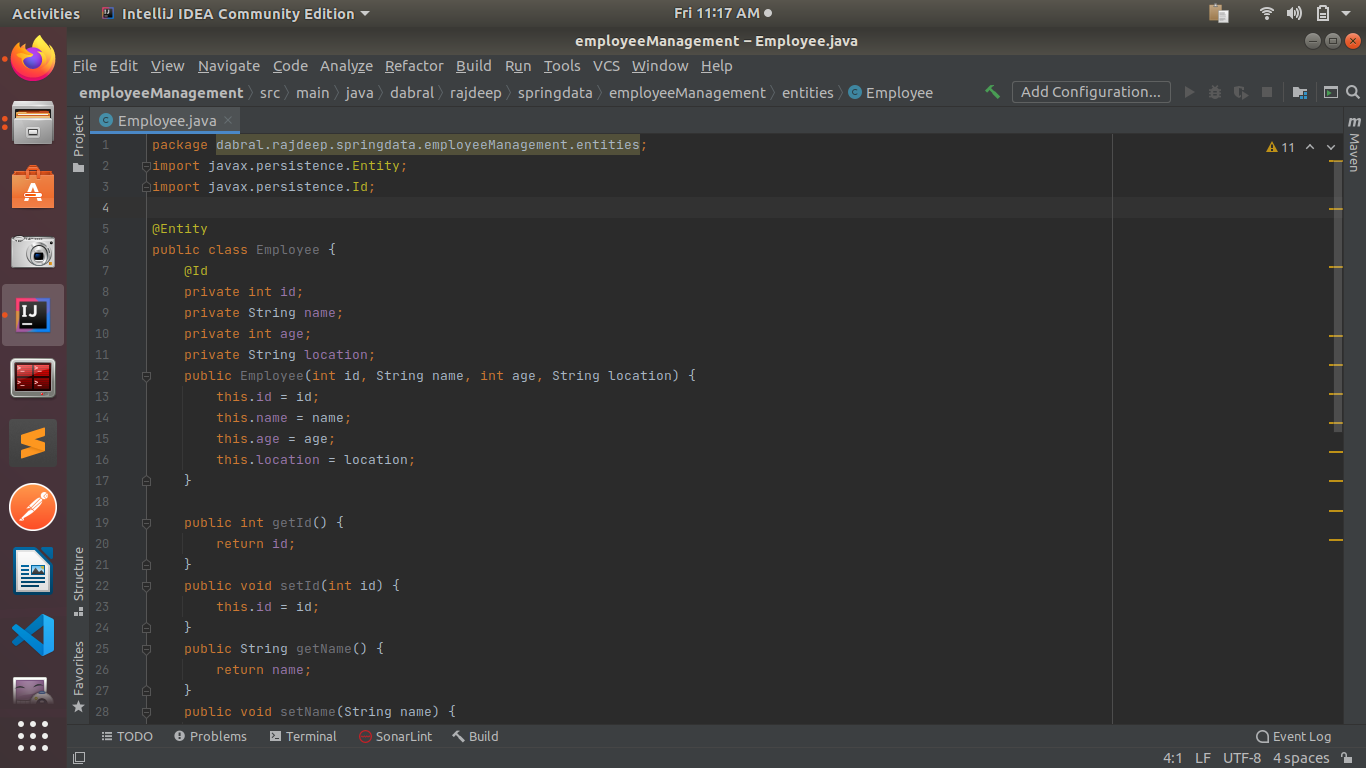 Activities IntelliJ IDEA Community Edition Fri 11:17 AM
employeeManagement – Employee.java
File Edit View Navigate Code Analyze Refactor Build Run Tools VCS Window Help
employeeManagement src main java dabral rajdeep springdata employeeManagement entities Employee Add Configuration...
Employee.java
Project
Structure
Favorites
Maven
11
1 package dabral.rajdeep.springdata.employeeManagement.entities;
2 import javax.persistence.Entity;
3 import javax.persistence.Id;
4
5 @Entity
6 public class Employee {
7 @Id
8 private int id;
9 private String name;
10 private int age;
11 private String location;
12 public Employee(int id, String name, int age, String location) {
13 this.id = id;
14 this.name = name;
15 this.age = age;
16 this.location = location;
17 }
18
19 public int getId() {
20 return id;
21 }
22 public void setId(int id) {
23 this.id = id;
24 }
25 public String getName() {
26 return name;
27 }
28 public void setName(String name) {
TODO Problems Terminal SonarLint Build Event Log
4:1 LF UTF-8 4 spaces